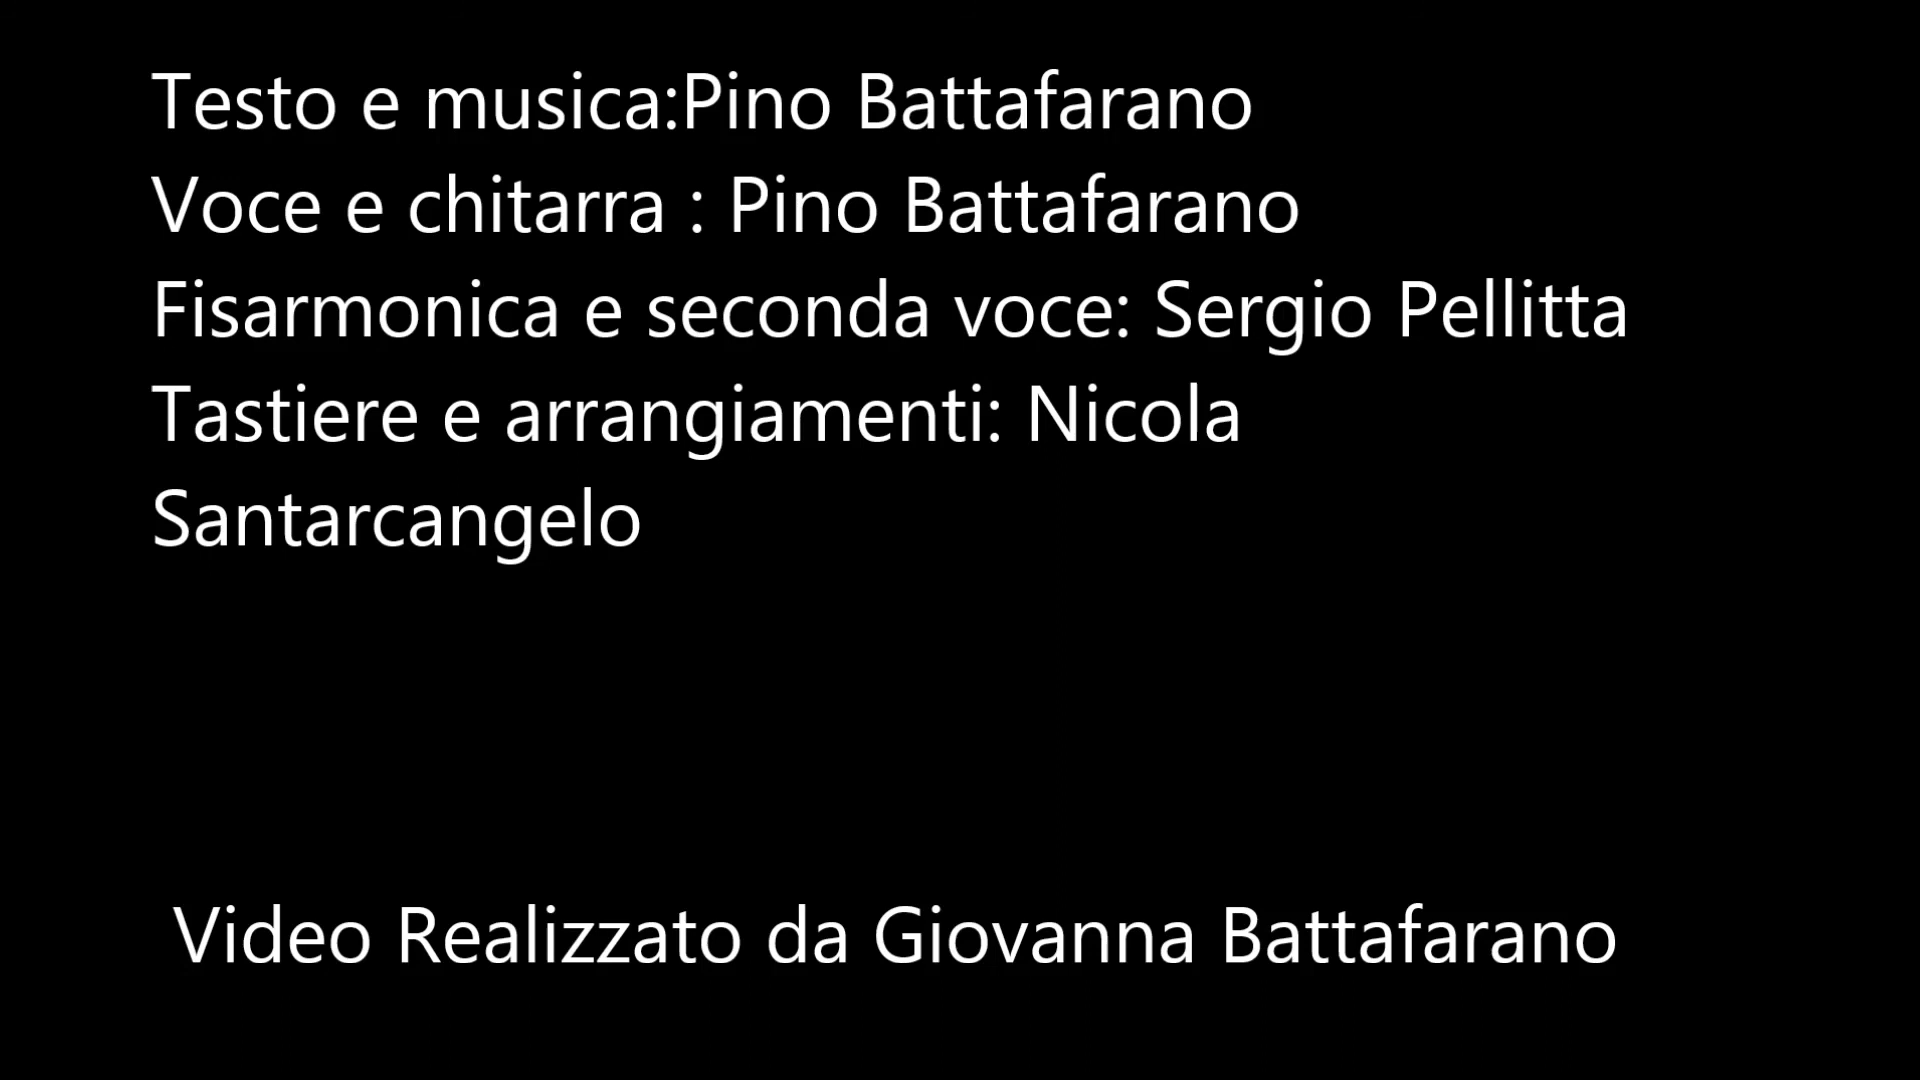 Testo e musica:Pino Battafarano
Voce e chitarra : Pino Battafarano
Fisarmonica e seconda voce: Sergio Pellitta
Tastiere e arrangiamenti: Nicola
Santarcangelo
Video Realizzato da Giovanna Battafarano